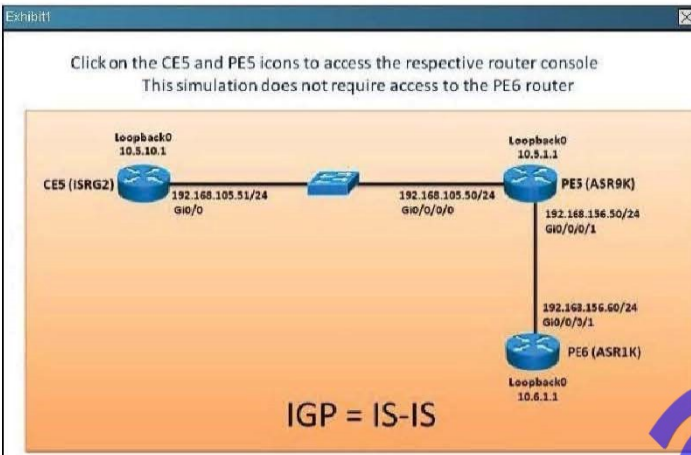 Exhibit1
Click on the CE5 and PE5 icons to access the respective router console
This simulation does not require access to the PE6 router
Loopback0
10.5.10.1
CE5 (ISRG2)
192.168.105.51/24
Gi0/0
192.168.105.50/24
Gi0/0/0/0
Loopback0
10.5.1.1
PE5 (ASR9K)
192.168.156.50/24
Gi0/0/0/1
192.168.156.60/24
Gi0/0/0/1
PE6 (ASR1K)
Loopback0
10.6.1.1
IGP = IS-IS